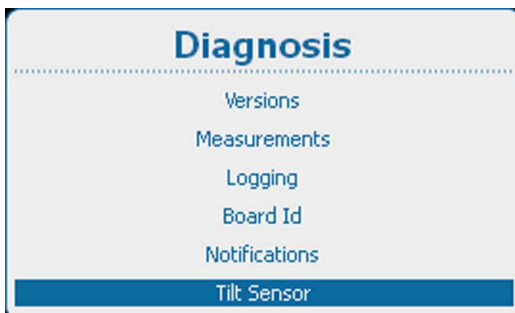 Diagnosis
Versions
Measurements
Logging
Board Id
Notifications
Tilt Sensor